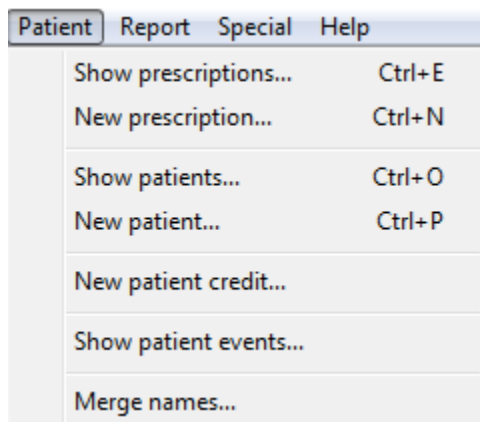 Patient Report Special Help
Show prescriptions... Ctrl+E
New prescription... Ctrl+N
Show patients... Ctrl+O
New patient... Ctrl+P
New patient credit...
Show patient events...
Merge names...